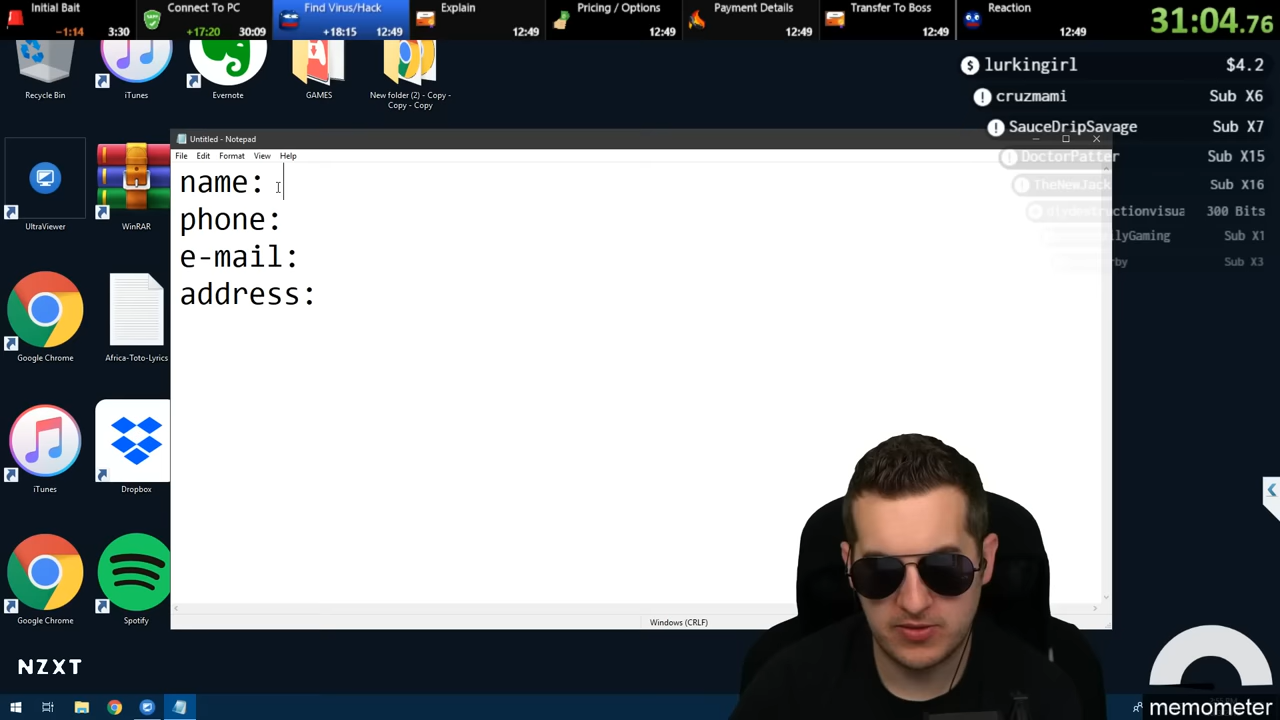 Initial Bait
-1:14 3:30
Connect To PC
+17:20 30:09
Find Virus/Hack
+18:15 12:49
Explain
12:49
Pricing / Options
12:49
Payment Details
12:49
Transfer To Boss
12:49
Reaction
12:49
31:04.76
lurkingirl $4.2
cruzmami Sub X6
SauceDripSavage Sub X7
DoctorPatter Sub X15
TheNewJack Sub X16
300 Bits
Sub X1
Sub X3
Recycle Bin
iTunes
Evernote
GAMES
New folder (2) - Copy - Copy - Copy
UltraViewer
WinRAR
Google Chrome
Africa-Toto-Lyrics
iTunes
Dropbox
Google Chrome
Spotify
Untitled - Notepad
File Edit Format View Help
name:
phone:
e-mail:
address:
Windows (CRLF)
NZXT
memometer